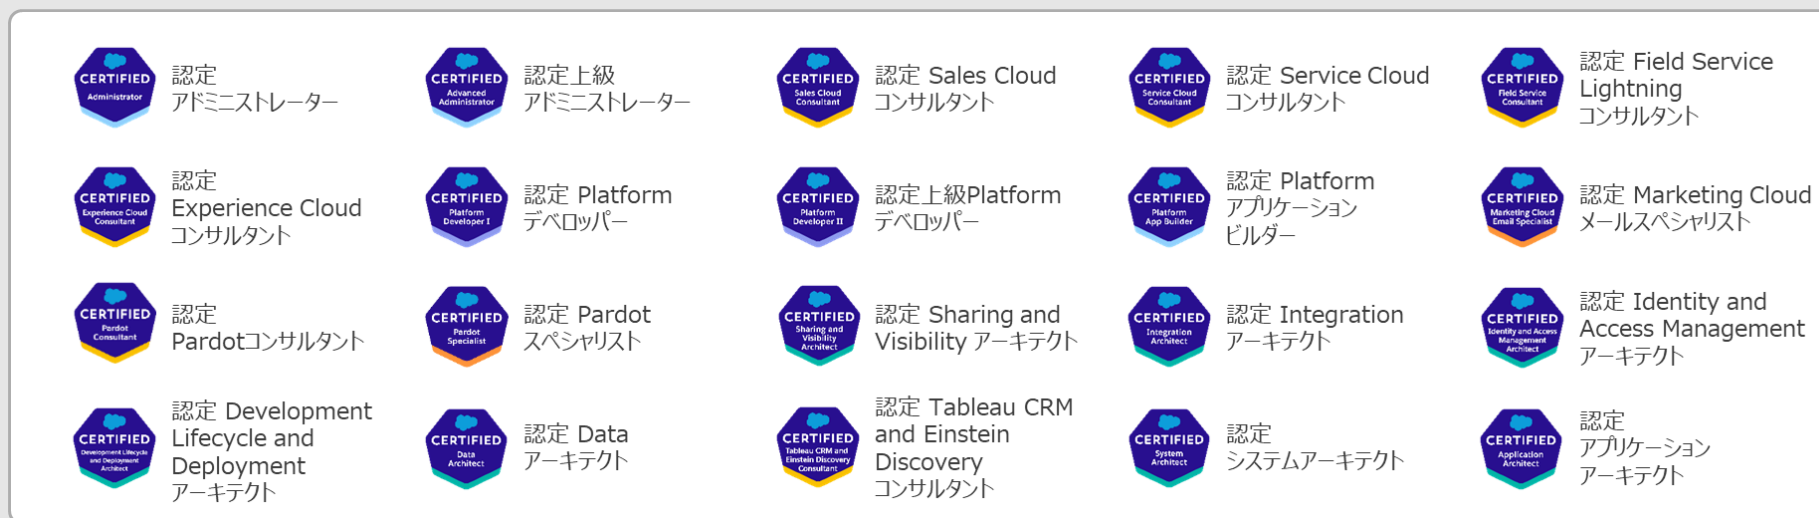 CERTIFIED
Administrator
認定
アドミニストレーター
CERTIFIED
Advanced
Administrator
認定上級
アドミニストレーター
CERTIFIED
Sales Cloud
Consultant
認定 Sales Cloud
コンサルタント
CERTIFIED
Service Cloud
Consultant
認定 Service Cloud
コンサルタント
CERTIFIED
Field Service
Consultant
認定 Field Service
Lightning
コンサルタント
CERTIFIED
Experience Cloud
Consultant
認定
Experience Cloud
コンサルタント
CERTIFIED
Platform
Developer I
認定 Platform
デベロッパー
CERTIFIED
Platform
Developer II
認定上級Platform
デベロッパー
CERTIFIED
Platform
App Builder
認定 Platform
アプリケーション
ビルダー
CERTIFIED
Marketing Cloud
Email Specialist
認定 Marketing Cloud
メールスペシャリスト
CERTIFIED
Pardot
Consultant
認定
Pardotコンサルタント
CERTIFIED
Pardot
Specialist
認定 Pardot
スペシャリスト
CERTIFIED
Sharing and
Visibility
Architect
認定 Sharing and
Visibility アーキテクト
CERTIFIED
Integration
Architect
認定 Integration
アーキテクト
CERTIFIED
Identity and Access
Management
Architect
認定 Identity and
Access Management
アーキテクト
CERTIFIED
Development Lifecycle
and Deployment
Architect
認定 Development
Lifecycle and
Deployment
アーキテクト
CERTIFIED
Data
Architect
認定 Data
アーキテクト
CERTIFIED
Tableau CRM and
Einstein Discovery
Consultant
認定 Tableau CRM
and Einstein
Discovery
コンサルタント
CERTIFIED
System
Architect
認定
システムアーキテクト
CERTIFIED
Application
Architect
認定
アプリケーション
アーキテクト